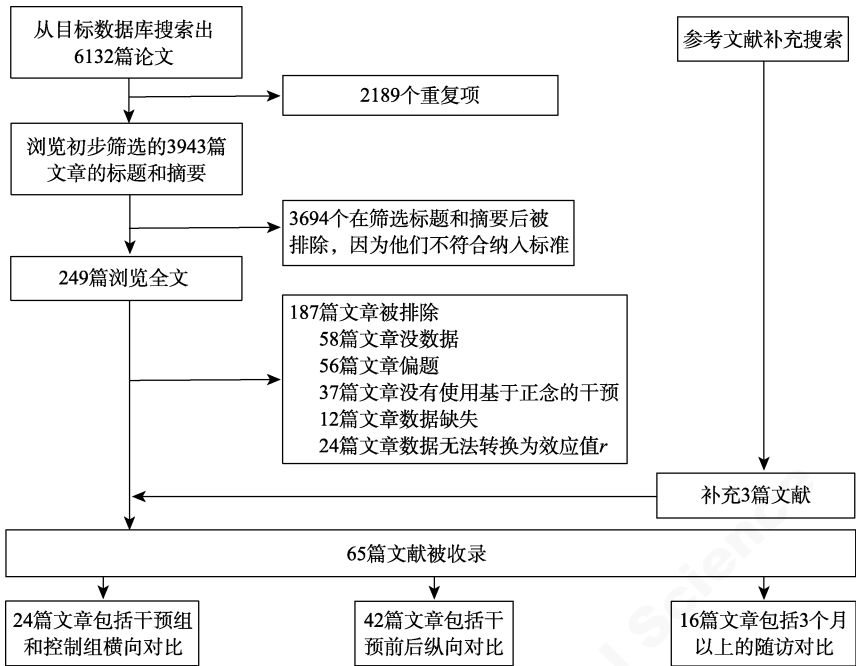 从目标数据库搜索出
6132篇论文
参考文献补充搜索
2189个重复项
浏览初步筛选的3943篇
文章的标题和摘要
3694个在筛选标题和摘要后被
排除，因为他们不符合纳入标准
249篇浏览全文
187篇文章被排除
58篇文章没数据
56篇文章偏题
37篇文章没有使用基于正念的干预
12篇文章数据缺失
24篇文章数据无法转换为效应值r
补充3篇文献
65篇文献被收录
24篇文章包括干预组
和控制组横向对比
42篇文章包括干
预前后纵向对比
16篇文章包括3个月
以上的随访对比